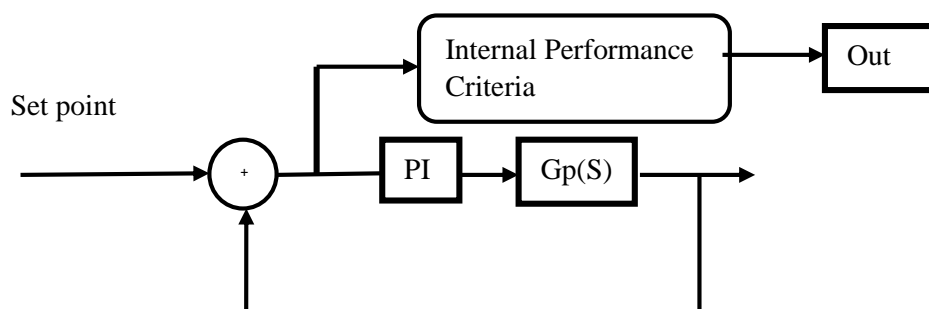 Internal Performance
Criteria
Out
Set point
+
PI
Gp(S)